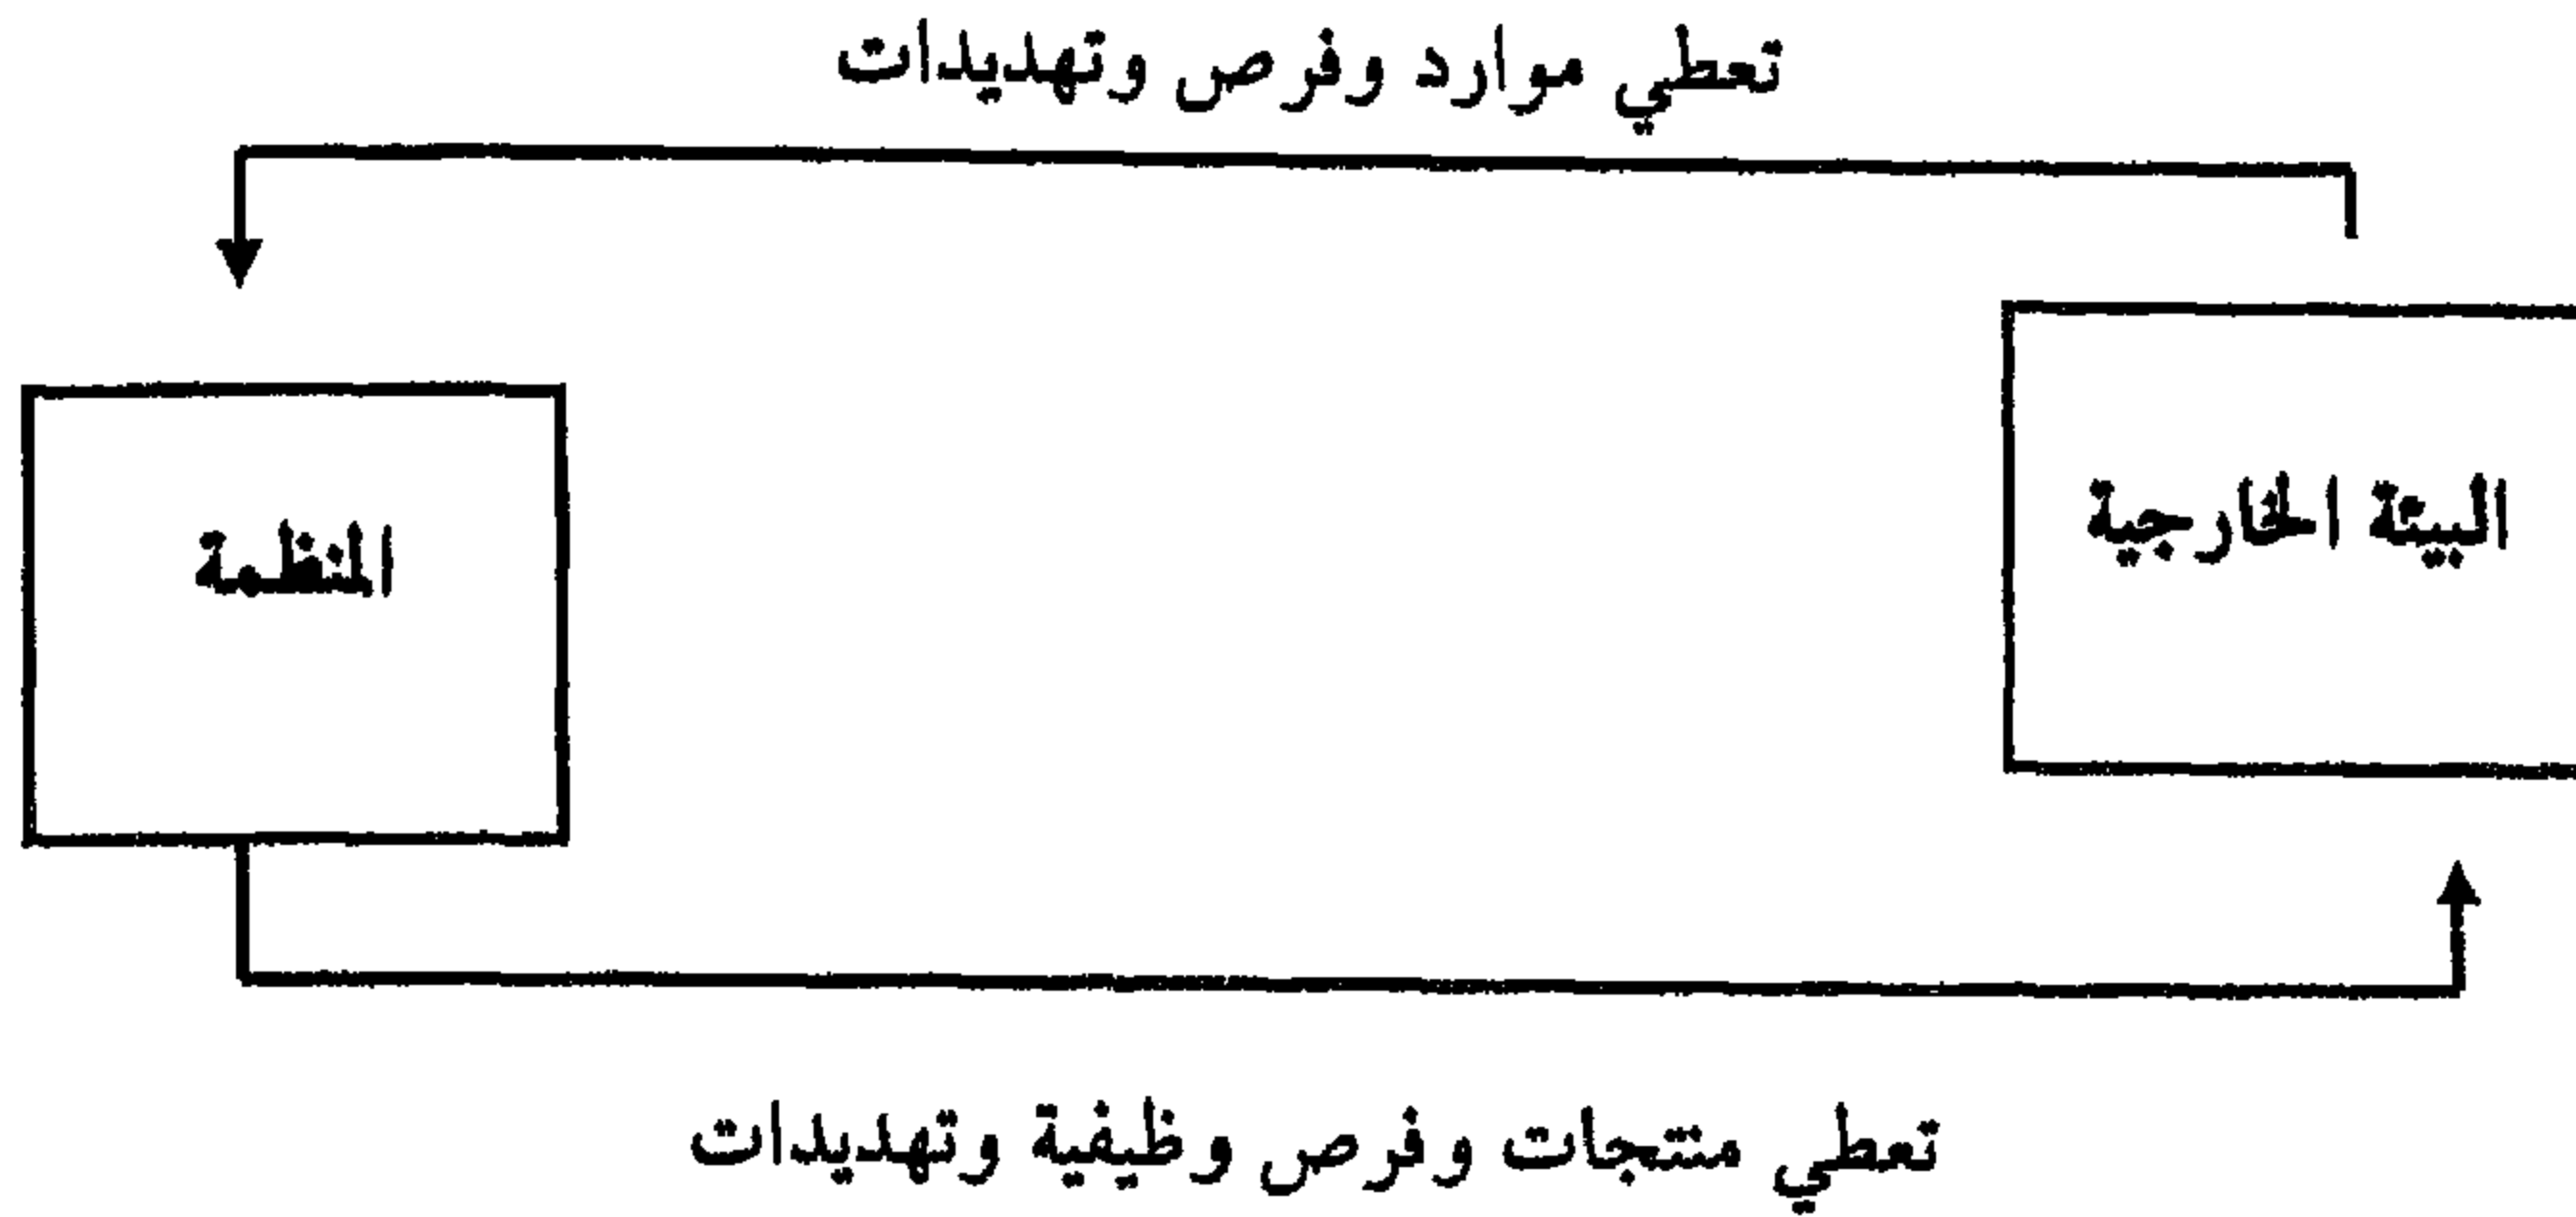 تعطي موارد وفرص وتهديدات
البيئة الخارجية
المنظمة
تعطي منتجات وفرص وظيفية وتهديدات